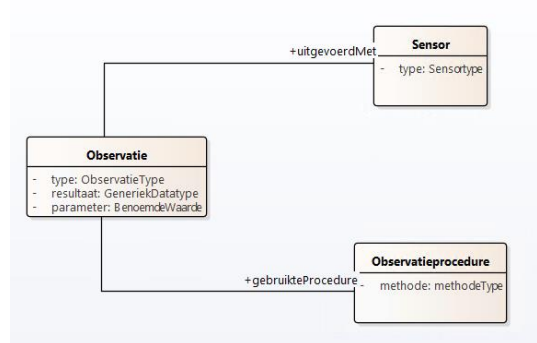 Sensor
+uitgevoerdMet
- type: Sensortype
Observatie
- type: ObservatieType
- resultaat: GeneriekDatatype
- parameter: BenoemdeWaarde
Observatieprocedure
+gebruikteProcedure
- methode: methodeType